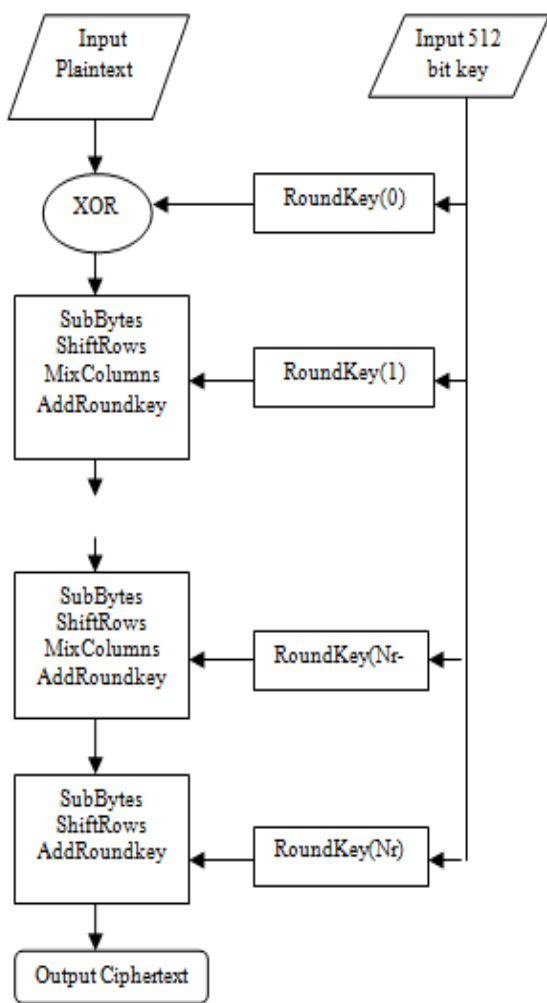 Input
Plaintext
Input 512
bit key
XOR
RoundKey(0)
SubBytes
ShiftRows
MixColumns
AddRoundkey
RoundKey(1)
SubBytes
ShiftRows
MixColumns
AddRoundkey
RoundKey(Nr-
SubBytes
ShiftRows
AddRoundkey
RoundKey(Nr)
Output Ciphertext